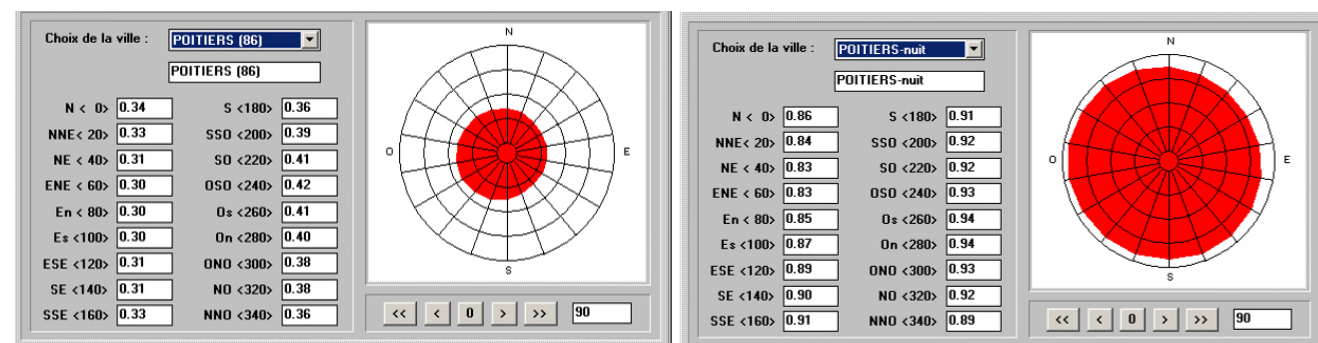 Choix de la ville : POITIERS (86)
POITIERS (86)
N < 0> 0.34 S <180> 0.36
NNE< 20> 0.33 SSO <200> 0.39
NE < 40> 0.31 SO <220> 0.41
ENE < 60> 0.30 OSO <240> 0.42
En < 80> 0.30 Os <260> 0.41
Es <100> 0.30 On <280> 0.40
ESE <120> 0.31 ONO <300> 0.38
SE <140> 0.31 NO <320> 0.38
SSE <160> 0.33 NNO <340> 0.36
N
O E
S
<< < 0 > >> 90
Choix de la ville : POITIERS-nuit
POITIERS-nuit
N < 0> 0.86 S <180> 0.91
NNE< 20> 0.84 SSO <200> 0.92
NE < 40> 0.83 SO <220> 0.92
ENE < 60> 0.83 OSO <240> 0.93
En < 80> 0.85 Os <260> 0.94
Es <100> 0.87 On <280> 0.94
ESE <120> 0.89 ONO <300> 0.93
SE <140> 0.90 NO <320> 0.92
SSE <160> 0.91 NNO <340> 0.89
N
O E
S
<< < 0 > >> 90